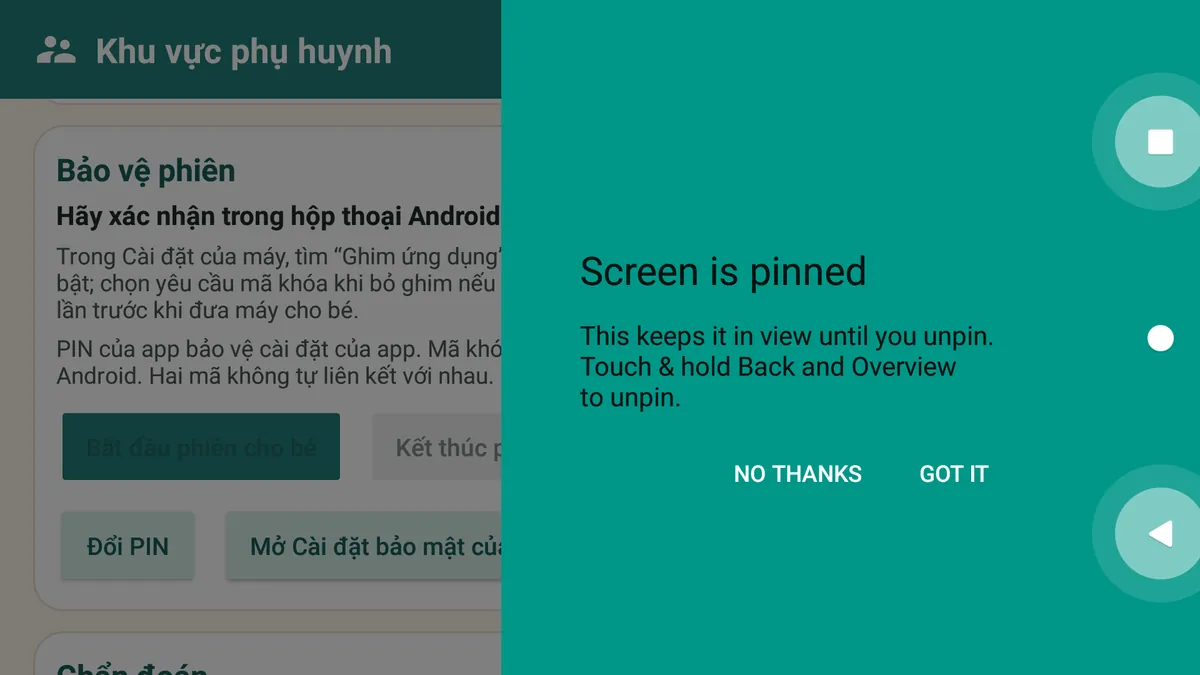 Khu vực phụ huynh
Bảo vệ phiên
Hãy xác nhận trong hộp thoại Android
Trong Cài đặt của máy, tìm “Ghim ứng dụng”
bật; chọn yêu cầu mã khóa khi bỏ ghim nếu
lần trước khi đưa máy cho bé.
PIN của app bảo vệ cài đặt của app. Mã
Android. Hai mã không tự liên kết với nhau.
Bắt đầu phiên cho bé
Kết thúc
Đổi PIN
Mở Cài đặt bảo mật
Chẩn đoán
Screen is pinned
This keeps it in view until you unpin.
Touch & hold Back and Overview
to unpin.
NO THANKS
GOT IT